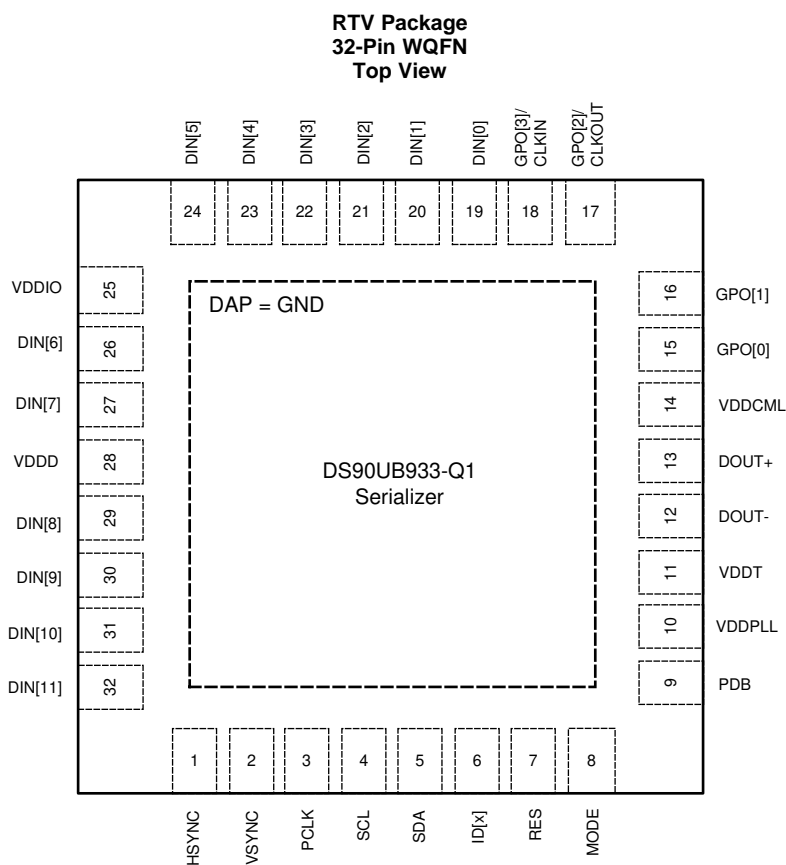 RTV Package
32-Pin WQFN
Top View
DIN[5]
DIN[4]
DIN[3]
DIN[2]
DIN[1]
DIN[0]
GPO[3]/
CLKIN
GPO[2]/
CLKOUT
24
23
22
21
20
19
18
17
VDDIO
25
DIN[6]
26
DIN[7]
27
VDDD
28
DIN[8]
29
DIN[9]
30
DIN[10]
31
DIN[11]
32
DAP = GND
DS90UB933-Q1
Serializer
16
GPO[1]
15
GPO[0]
14
VDDCML
13
DOUT+
12
DOUT-
11
VDDT
10
VDDPLL
9
PDB
1
2
3
4
5
6
7
8
HSYNC
VSYNC
PCLK
SCL
SDA
ID[x]
RES
MODE